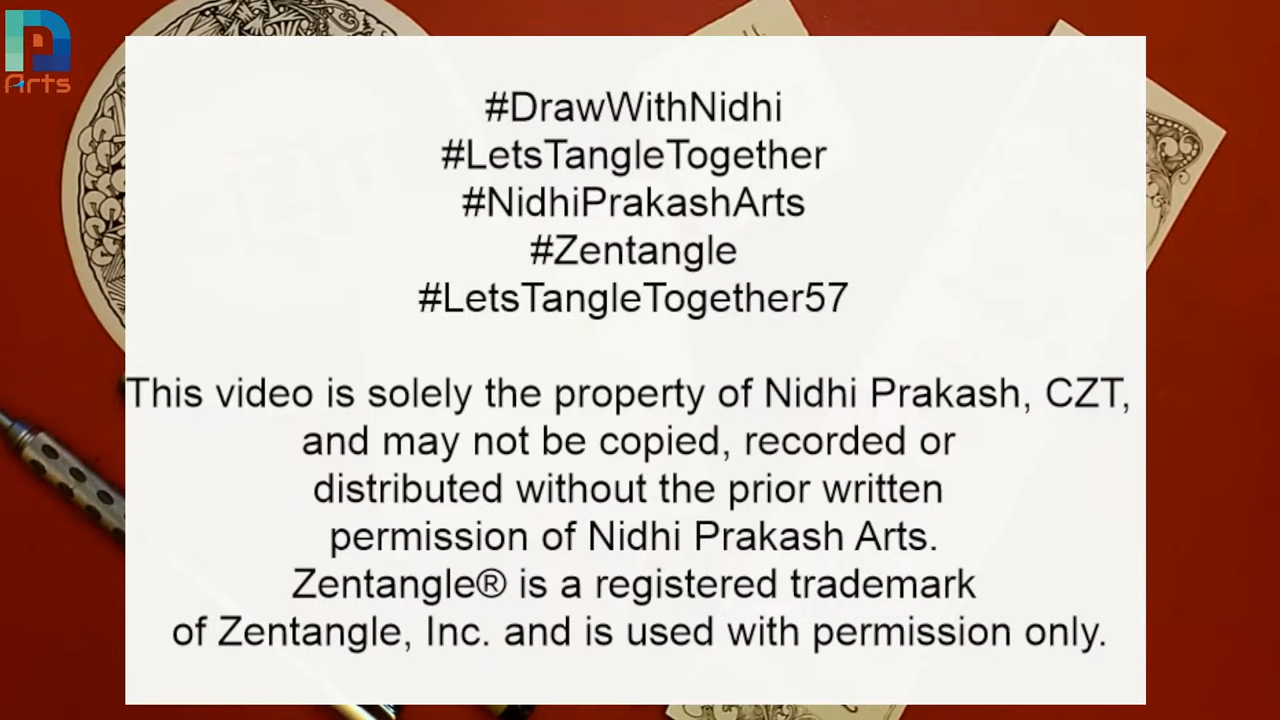 Arts
#DrawWithNidhi
#LetsTangleTogether
#NidhiPrakashArts
#Zentangle
#LetsTangleTogether57
This video is solely the property of Nidhi Prakash, CZT,
and may not be copied, recorded or
distributed without the prior written
permission of Nidhi Prakash Arts.
Zentangle® is a registered trademark
of Zentangle, Inc. and is used with permission only.